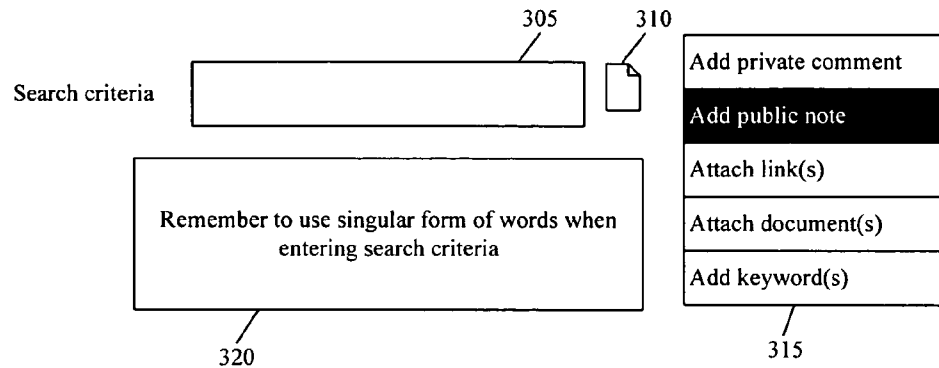 305
310
Search criteria
Add private comment
Add public note
Attach link(s)
Attach document(s)
Add keyword(s)
Remember to use singular form of words when
entering search criteria
320
315